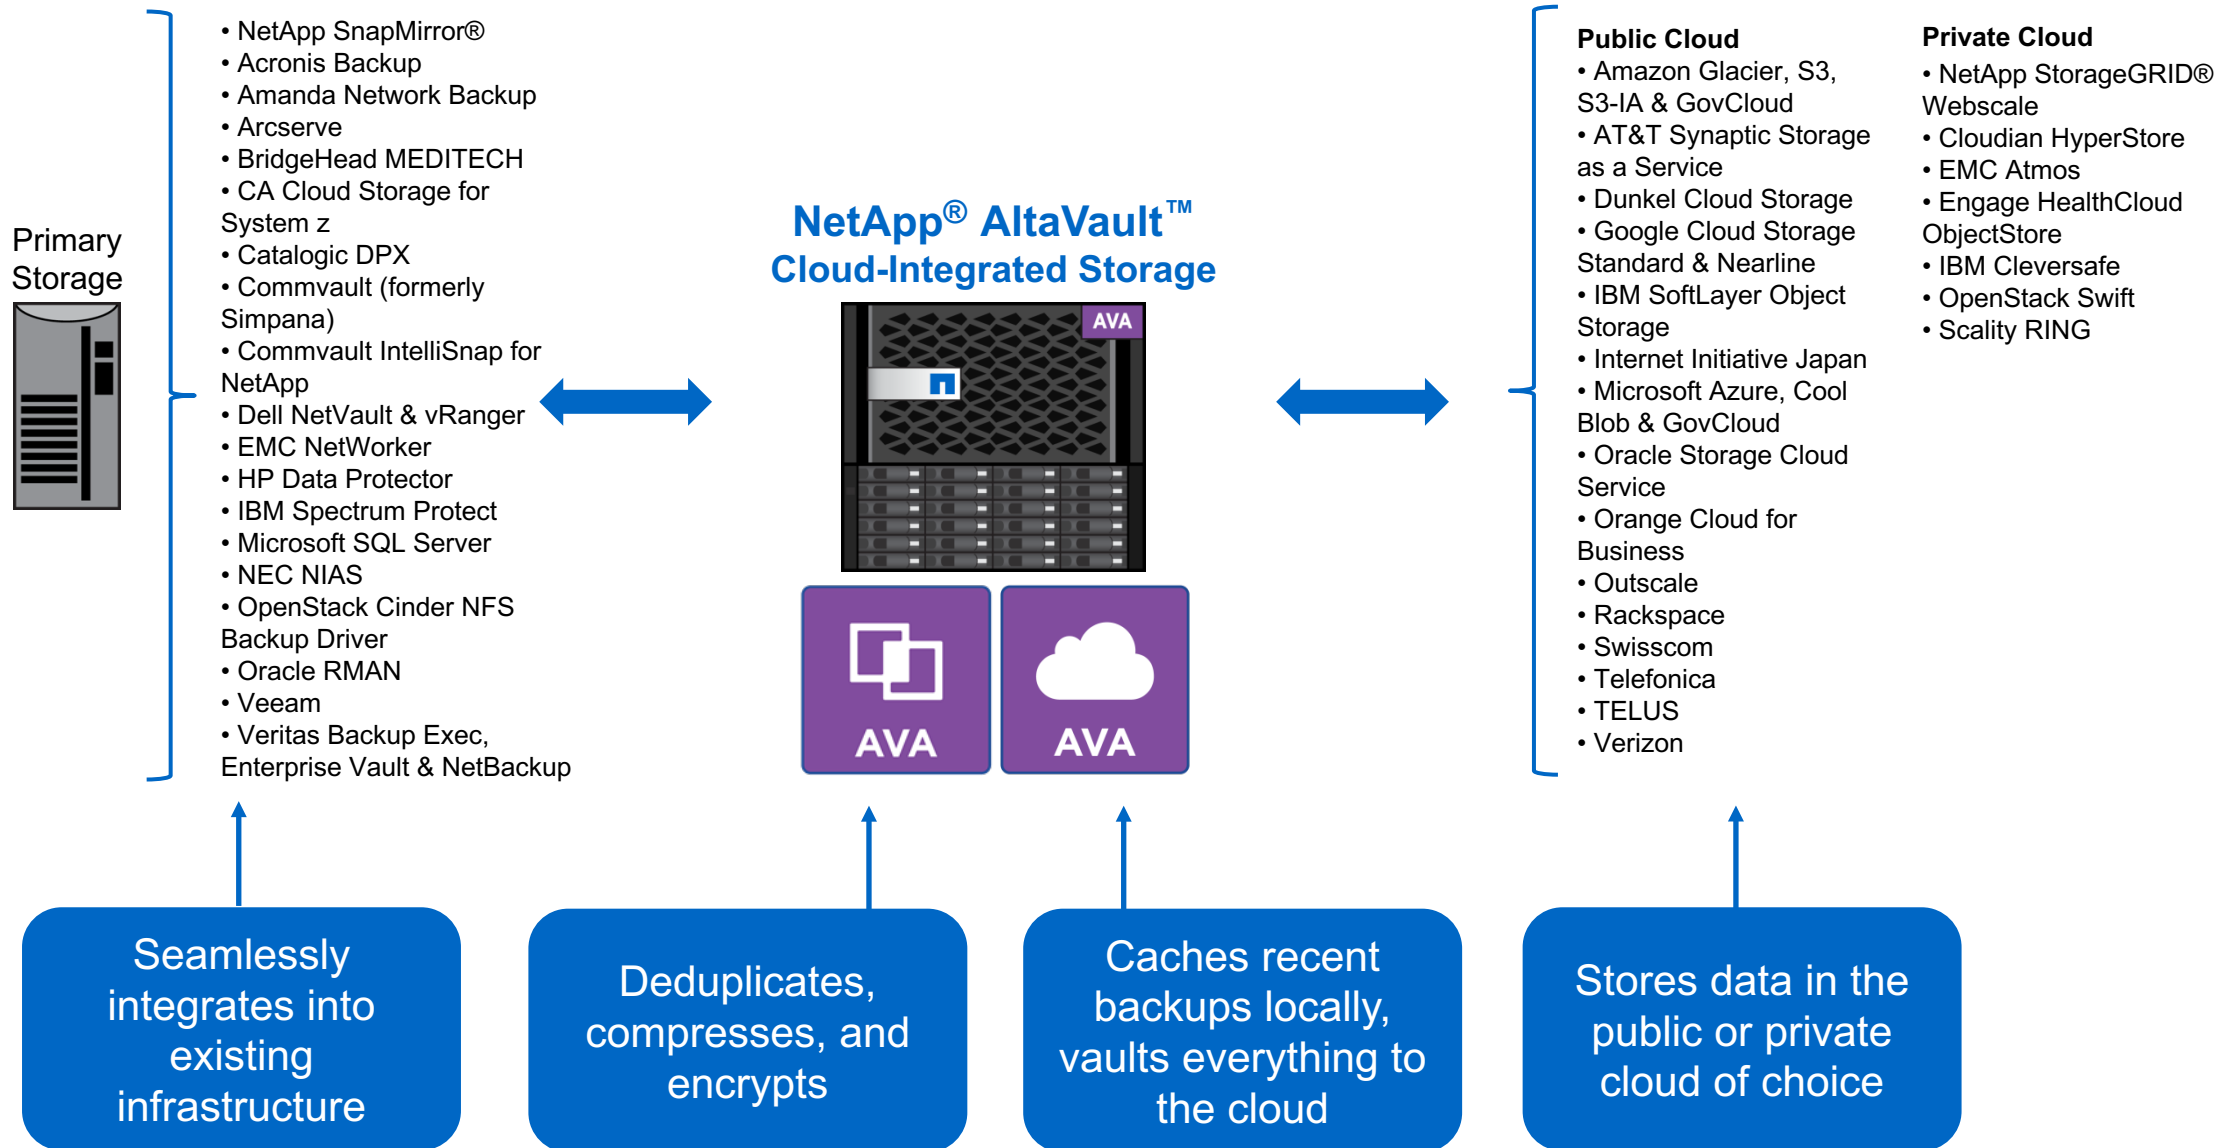 Primary
Storage
• NetApp SnapMirror®
• Acronis Backup
• Amanda Network Backup
• Arcserve
• BridgeHead MEDITECH
• CA Cloud Storage for
System z
• Catalogic DPX
• Commvault (formerly
Simpana)
• Commvault IntelliSnap for
NetApp
• Dell NetVault & vRanger
• EMC NetWorker
• HP Data Protector
• IBM Spectrum Protect
• Microsoft SQL Server
• NEC NIAS
• OpenStack Cinder NFS
Backup Driver
• Oracle RMAN
• Veeam
• Veritas Backup Exec,
Enterprise Vault & NetBackup
NetApp® AltaVault™
Cloud-Integrated Storage
AVA
AVA
AVA
Public Cloud
• Amazon Glacier, S3,
S3-IA & GovCloud
• AT&T Synaptic Storage
as a Service
• Dunkel Cloud Storage
• Google Cloud Storage
Standard & Nearline
• IBM SoftLayer Object
Storage
• Internet Initiative Japan
• Microsoft Azure, Cool
Blob & GovCloud
• Oracle Storage Cloud
Service
• Orange Cloud for
Business
• Outscale
• Rackspace
• Swisscom
• Telefonica
• TELUS
• Verizon
Private Cloud
• NetApp StorageGRID®
Webscale
• Cloudian HyperStore
• EMC Atmos
• Engage HealthCloud
ObjectStore
• IBM Cleversafe
• OpenStack Swift
• Scality RING
Seamlessly
integrates into
existing
infrastructure
Deduplicates,
compresses, and
encrypts
Caches recent
backups locally,
vaults everything to
the cloud
Stores data in the
public or private
cloud of choice